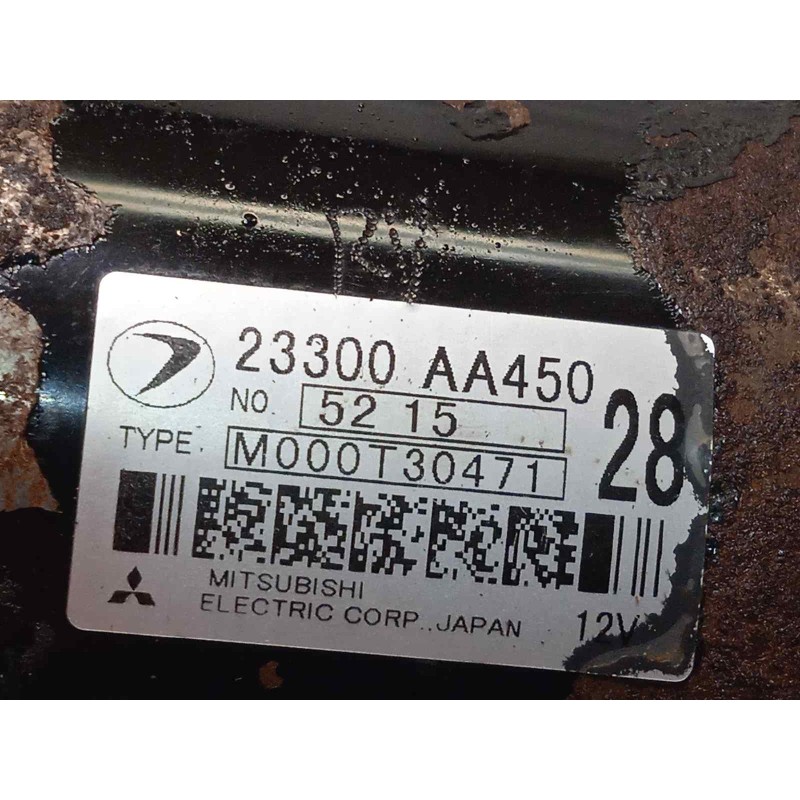 23300 AA450
NO. 52 15
TYPE. M000T30471
28
MITSUBISHI
ELECTRIC CORP., JAPAN
12V